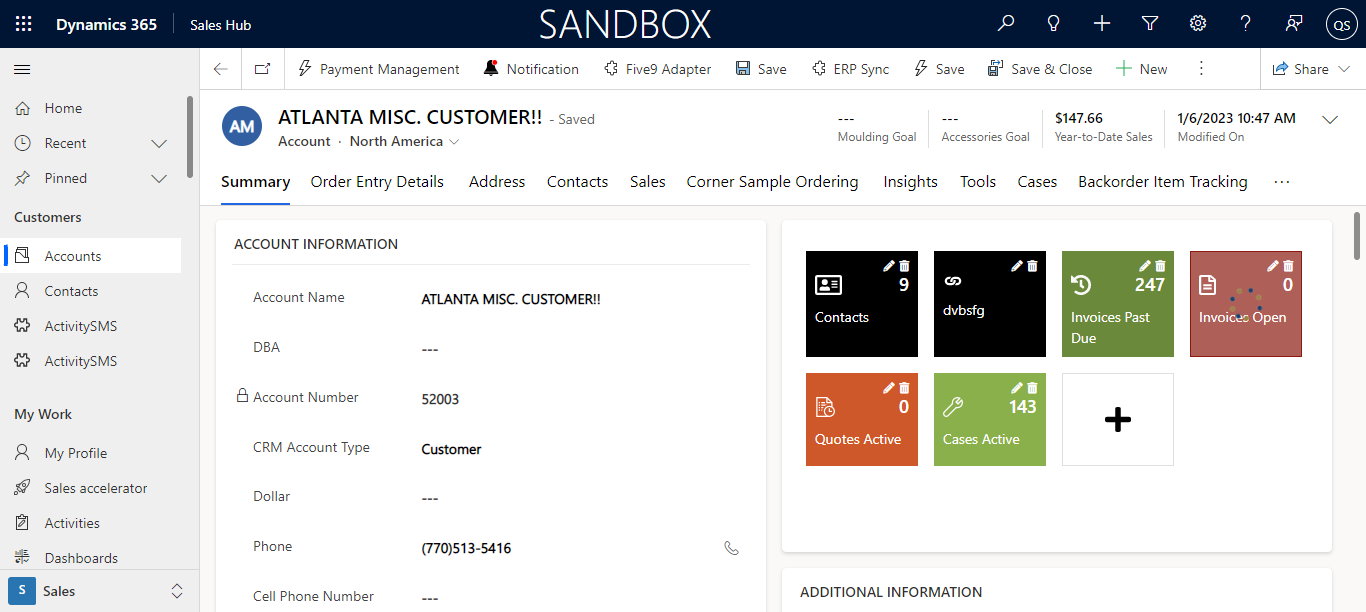 Dynamics 365
Sales Hub
SANDBOX
QS
Payment Management
Notification
Five9 Adapter
Save
ERP Sync
Save
Save & Close
New
Share
Home
Recent
Pinned
Customers
Accounts
Contacts
ActivitySMS
ActivitySMS
My Work
My Profile
Sales accelerator
Activities
Dashboards
S
Sales
AM
ATLANTA MISC. CUSTOMER!! - Saved
Account · North America
---
Moulding Goal
---
Accessories Goal
$147.66
Year-to-Date Sales
1/6/2023 10:47 AM
Modified On
Summary
Order Entry Details
Address
Contacts
Sales
Corner Sample Ordering
Insights
Tools
Cases
Backorder Item Tracking
ACCOUNT INFORMATION
Account Name
ATLANTA MISC. CUSTOMER!!
DBA
---
Account Number
52003
CRM Account Type
Customer
Dollar
---
Phone
(770)513-5416
Cell Phone Number
---
9
Contacts
dvbsfg
247
Invoices Past
Due
0
Invoices Open
0
Quotes Active
143
Cases Active
ADDITIONAL INFORMATION